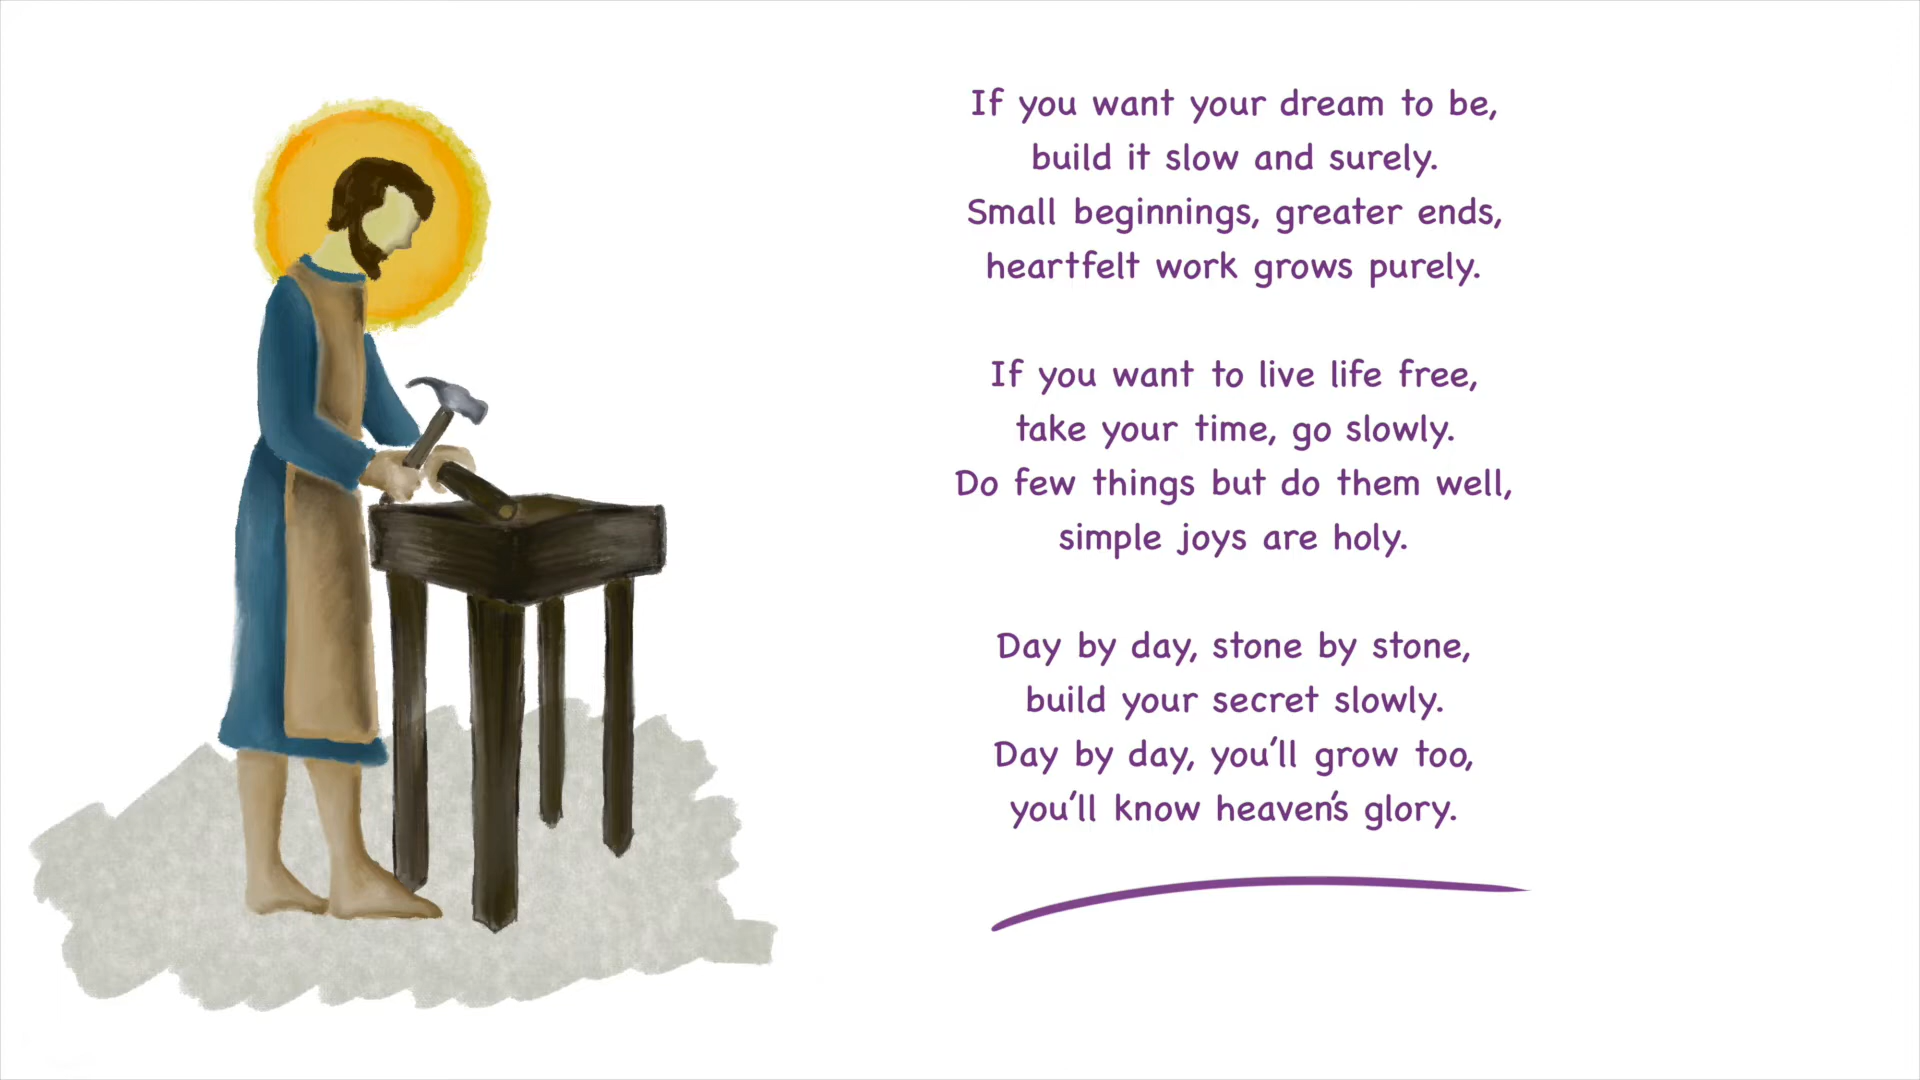 If you want your dream to be,
build it slow and surely.
Small beginnings, greater ends,
heartfelt work grows purely.
If you want to live life free,
take your time, go slowly.
Do few things but do them well,
simple joys are holy.
Day by day, stone by stone,
build your secret slowly.
Day by day, you'll grow too,
you'll know heaven's glory.